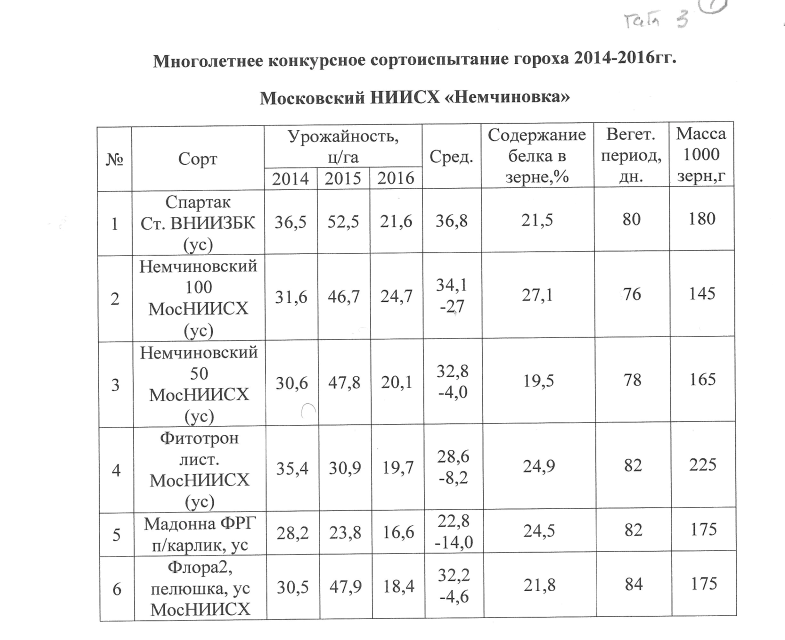 Табл 3 1
Многолетнее конкурсное сортоиспытание гороха 2014-2016гг.
Московский НИИСХ «Немчиновка»
№ Сорт Урожайность, ц/га Сред. Содержание белка в зерне,% Вегет. период, дн. Масса 1000 зерн,г
2014 2015 2016
1 Спартак Ст. ВНИИЗБК (ус) 36,5 52,5 21,6 36,8 21,5 80 180
2 Немчиновский 100 МосНИИСХ (ус) 31,6 46,7 24,7 34,1 -27 27,1 76 145
3 Немчиновский 50 МосНИИСХ (ус) 30,6 47,8 20,1 32,8 -4,0 19,5 78 165
4 Фитотрон лист. МосНИИСХ (ус) 35,4 30,9 19,7 28,6 -8,2 24,9 82 225
5 Мадонна ФРГ п/карлик, ус 28,2 23,8 16,6 22,8 -14,0 24,5 82 175
6 Флора2, пелюшка, ус МосНИИСХ 30,5 47,9 18,4 32,2 -4,6 21,8 84 175